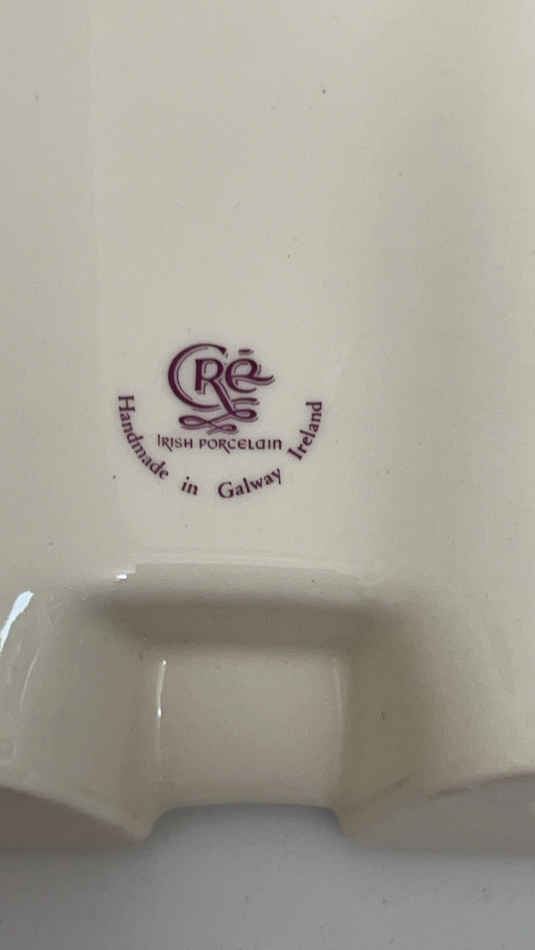 Cré
IRISH PORCELAIN
Handmade in Galway Ireland